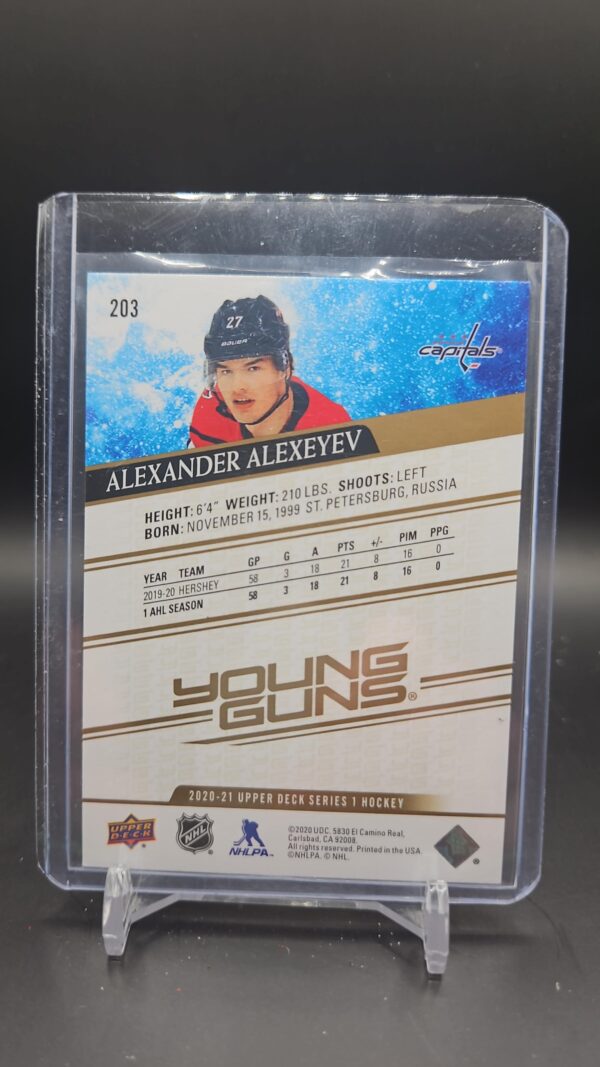 203
27
BAUER
capitals
ALEXANDER ALEXEYEV
HEIGHT: 6'4" WEIGHT: 210 LBS. SHOOTS: LEFT
BORN: NOVEMBER 15, 1999 ST. PETERSBURG, RUSSIA
YEAR TEAM GP G A PTS +/- PIM PPG
2019-20 HERSHEY 58 3 18 21 8 16 0
1 AHL SEASON 58 3 18 21 8 16 0
YOUNG
GUNS®
2020-21 UPPER DECK SERIES 1 HOCKEY
UPPER
D·E·C·K
NHL
NHLPA™
©2020 UDC. 5830 El Camino Real,
Carlsbad, CA 92008.
All rights reserved. Printed in the USA.
©NHLPA. © NHL.
®